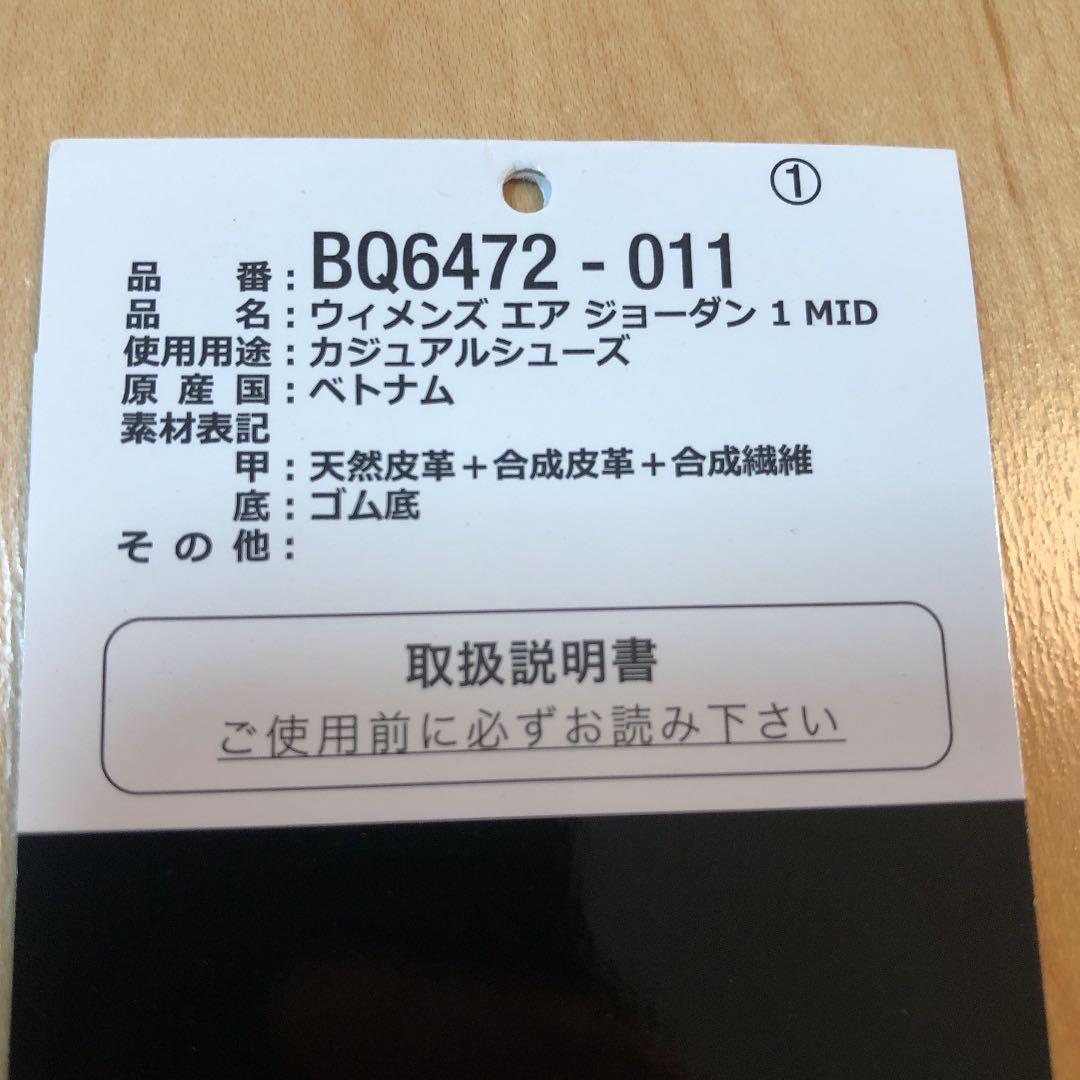 ①
品番：BQ6472 - 011
品名：ウィメンズ エア ジョーダン 1 MID
使用用途：カジュアルシューズ
原産国：ベトナム
素材表記
甲：天然皮革＋合成皮革＋合成繊維
底：ゴム底
その他：
取扱説明書
ご使用前に必ずお読み下さい